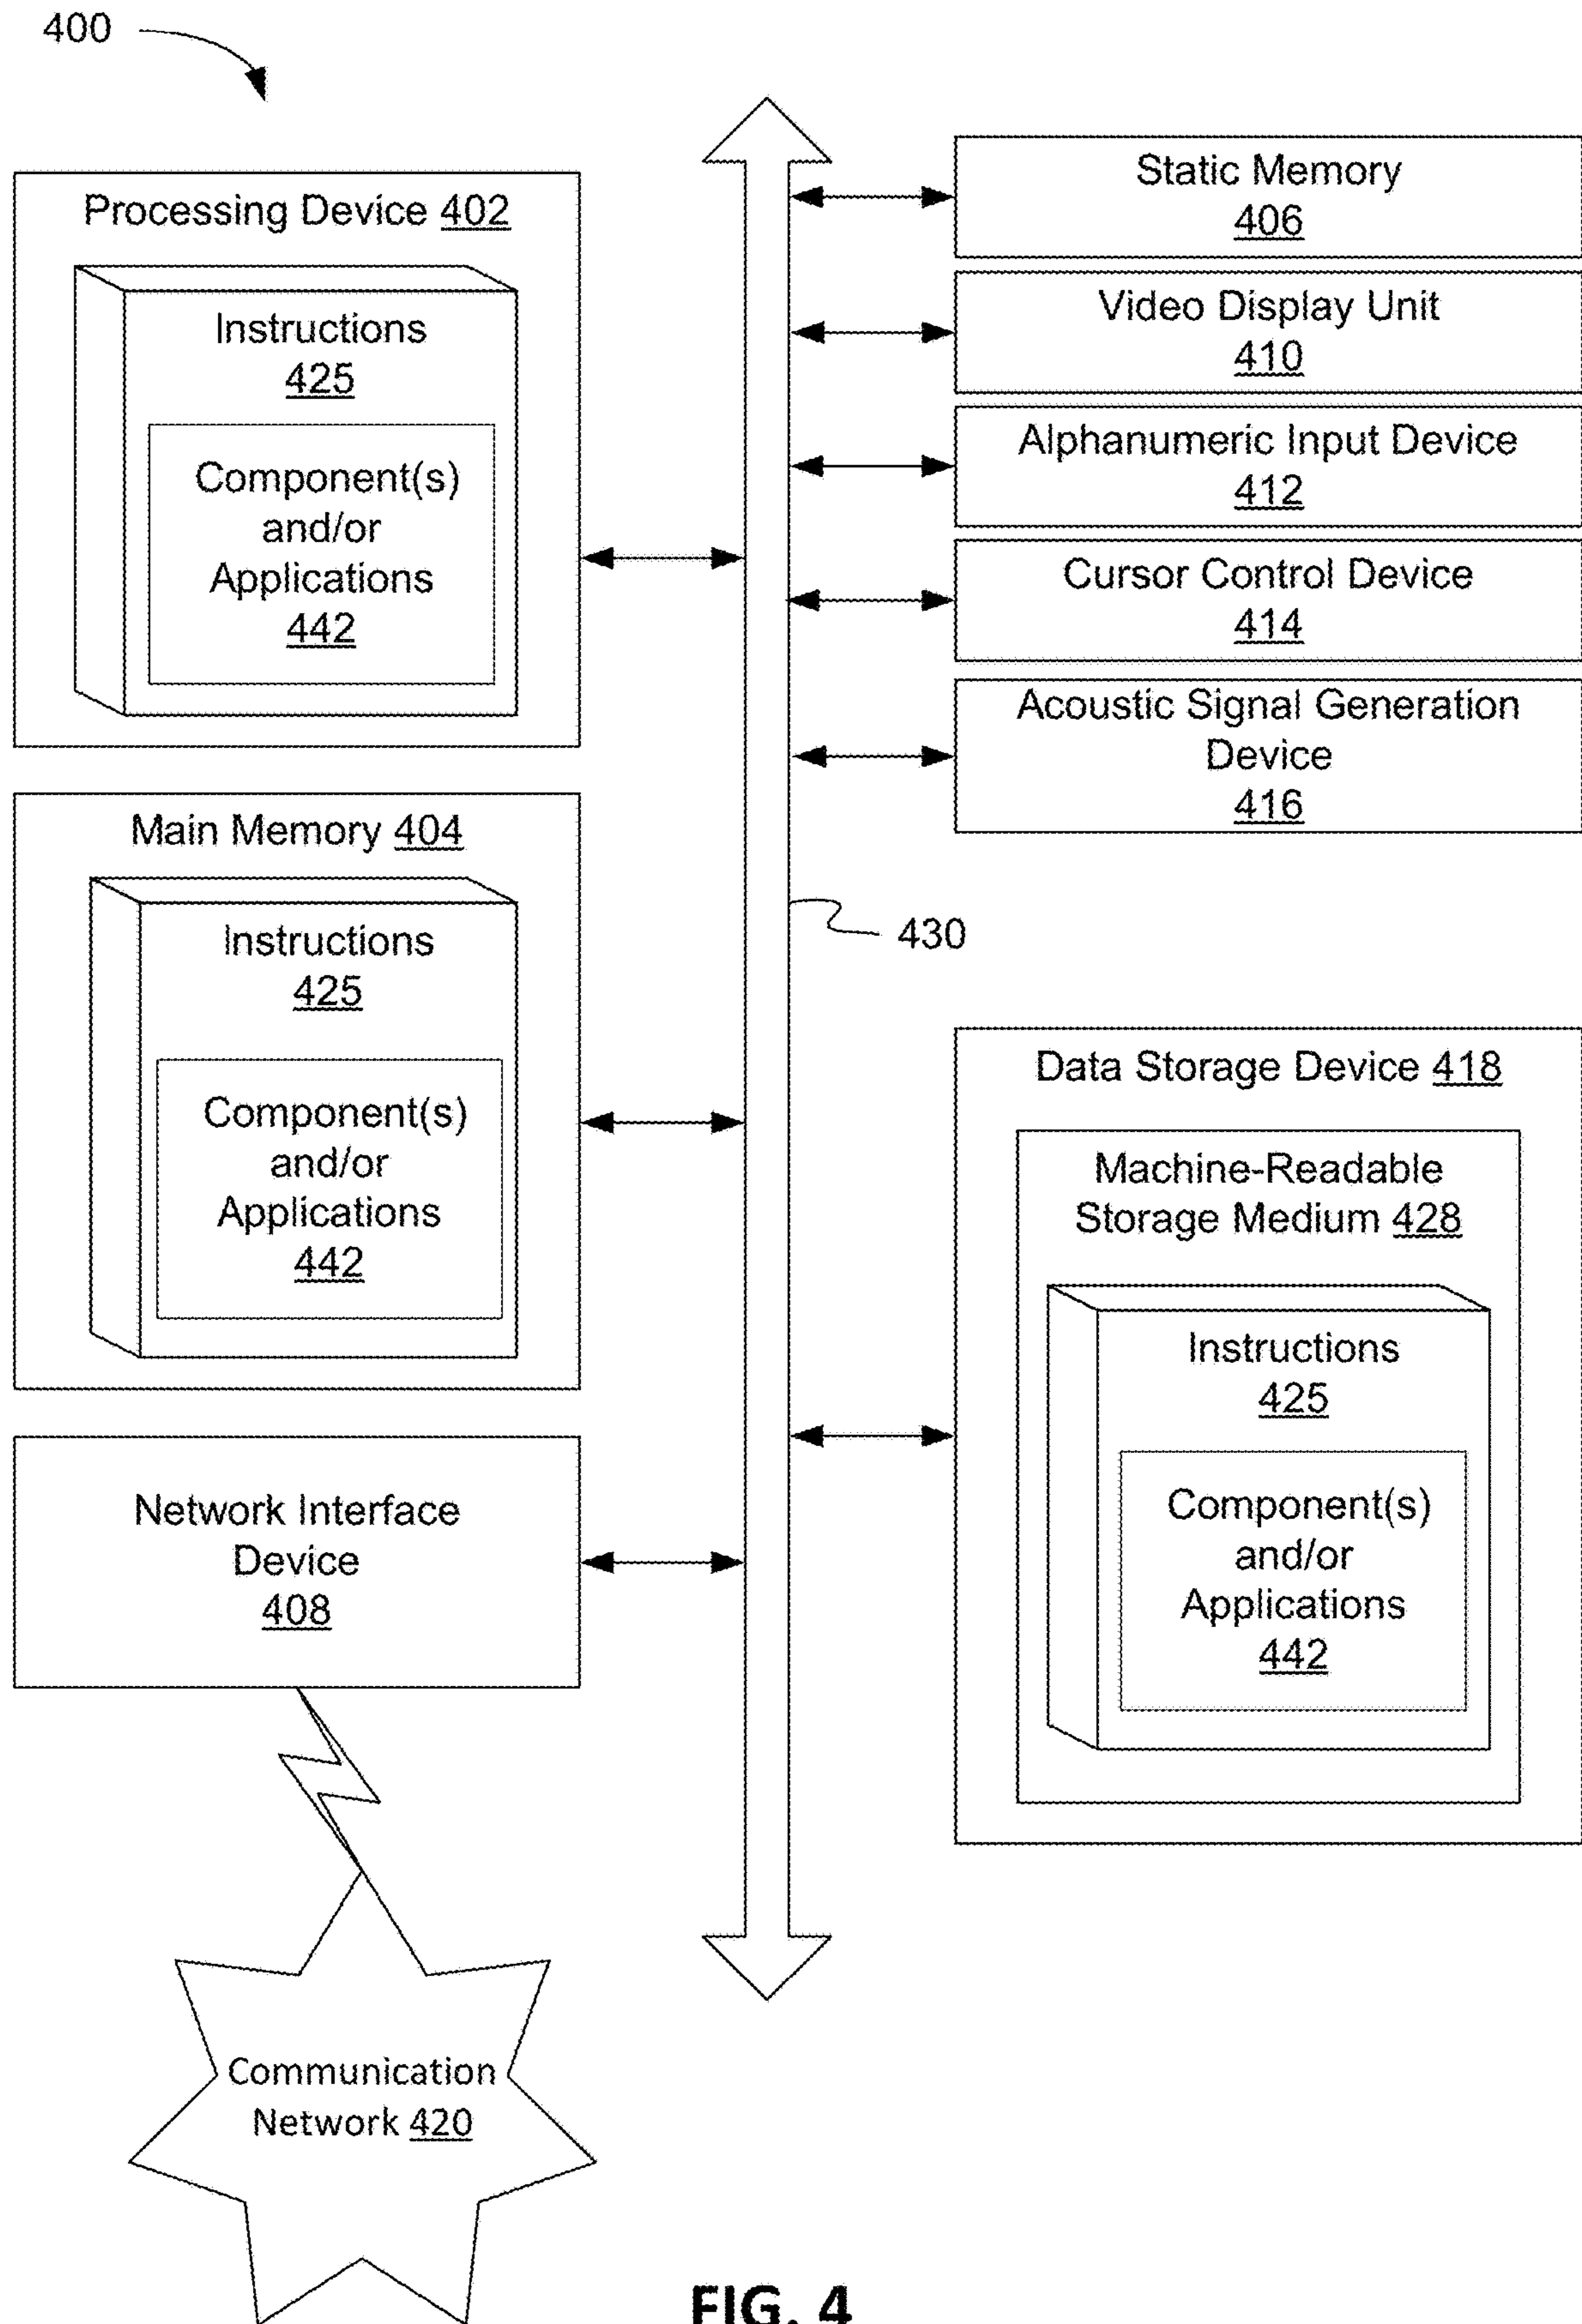 400
Processing Device 402
Instructions
425
Component(s)
and/or
Applications
442
Main Memory 404
Instructions
425
Component(s)
and/or
Applications
442
Network Interface
Device
408
Communication
Network 420
Static Memory
406
Video Display Unit
410
Alphanumeric Input Device
412
Cursor Control Device
414
Acoustic Signal Generation
Device
416
430
Data Storage Device 418
Machine-Readable
Storage Medium 428
Instructions
425
Component(s)
and/or
Applications
442
FIG. 4